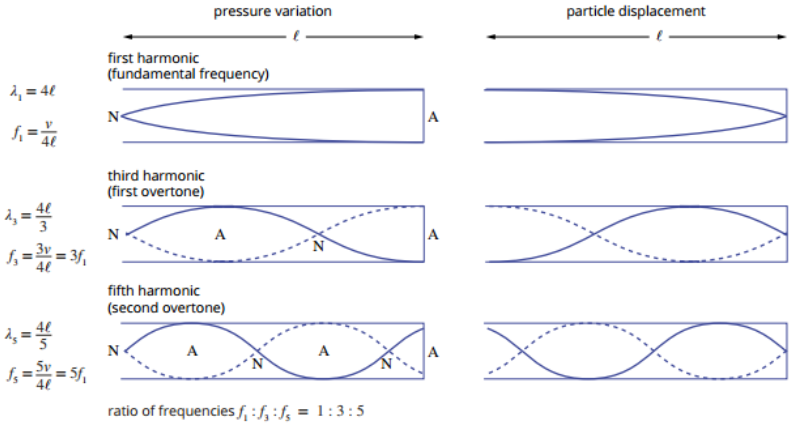 pressure variation
particle displacement
ℓ
ℓ
first harmonic
(fundamental frequency)
λ₁ = 4ℓ
f₁ = v/4ℓ
N
A
third harmonic
(first overtone)
λ₃ = 4ℓ/3
f₃ = 3v/4ℓ = 3f₁
N
A
N
A
fifth harmonic
(second overtone)
λ₅ = 4ℓ/5
f₅ = 5v/4ℓ = 5f₁
N
A
N
A
N
A
ratio of frequencies f₁ : f₃ : f₅ = 1 : 3 : 5